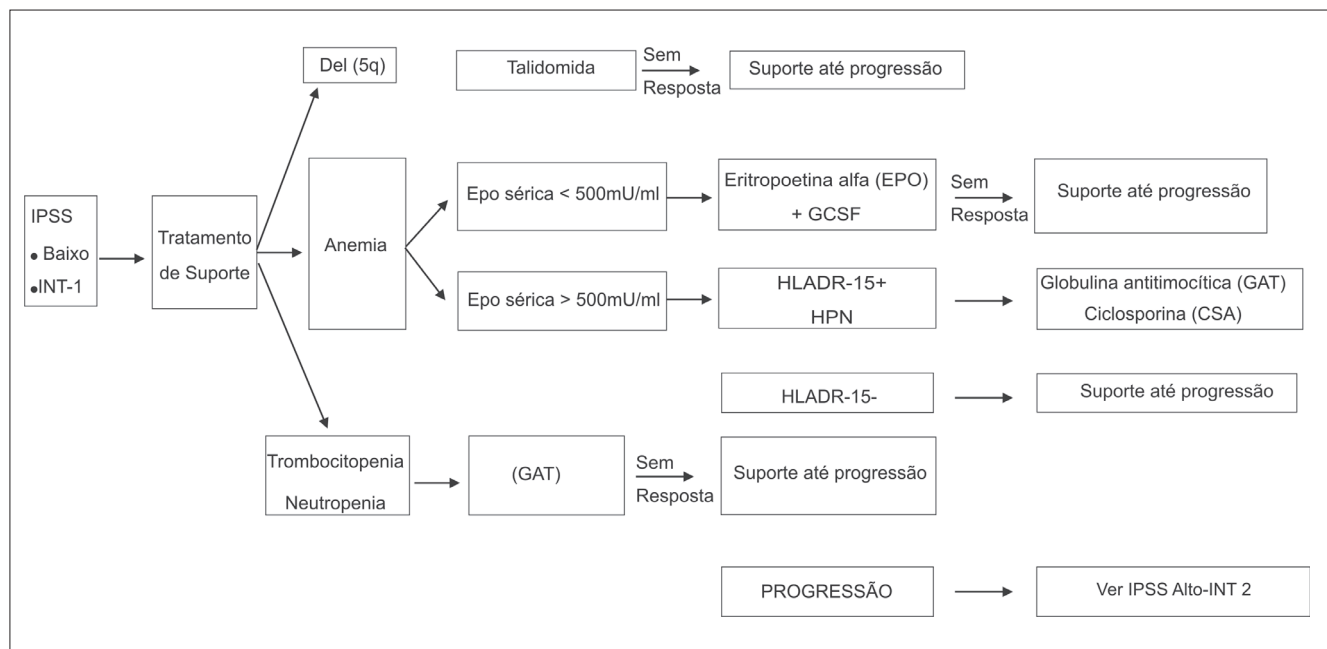 Del (5q)
Talidomida
Sem
Resposta
Suporte até progressão
IPSS
• Baixo
•INT-1
Tratamento
de Suporte
Anemia
Epo sérica < 500mU/ml
Eritropoetina alfa (EPO)
+ GCSF
Sem
Resposta
Suporte até progressão
Epo sérica > 500mU/ml
HLADR-15+
HPN
Globulina antitimocítica (GAT)
Ciclosporina (CSA)
HLADR-15-
Suporte até progressão
Trombocitopenia
Neutropenia
(GAT)
Sem
Resposta
Suporte até progressão
PROGRESSÃO
Ver IPSS Alto-INT 2